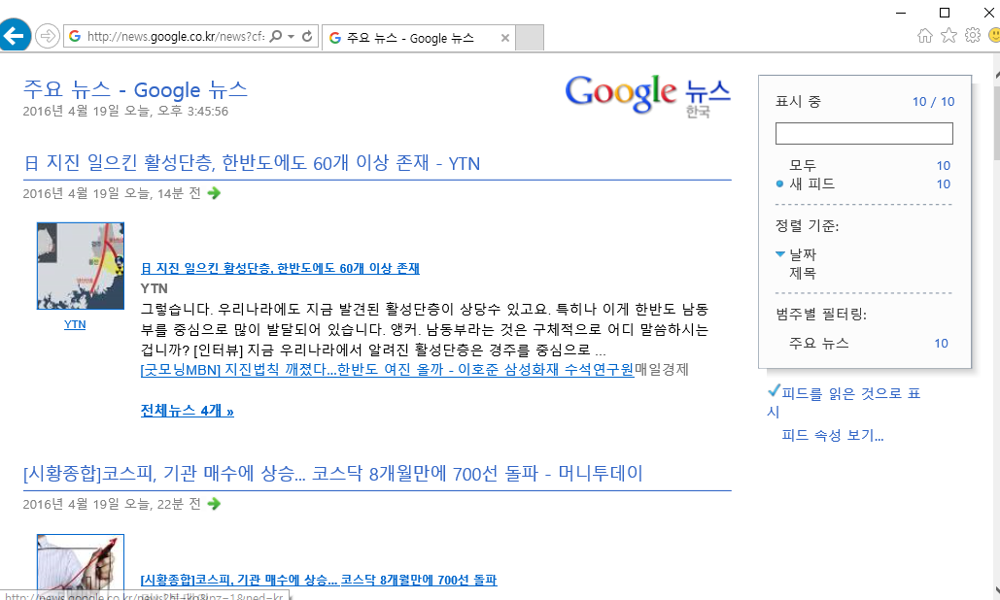 http://news.google.co.kr/news?cf=
주요 뉴스 - Google 뉴스
주요 뉴스 - Google 뉴스
2016년 4월 19일 오늘, 오후 3:45:56
Google 뉴스
한국
日 지진 일으킨 활성단층, 한반도에도 60개 이상 존재 - YTN
2016년 4월 19일 오늘, 14분 전
YTN
日 지진 일으킨 활성단층, 한반도에도 60개 이상 존재
YTN
그렇습니다. 우리나라에도 지금 발견된 활성단층이 상당수 있고요. 특히나 이게 한반도 남동
부를 중심으로 많이 발달되어 있습니다. 앵커. 남동부라는 것은 구체적으로 어디 말씀하시는
겁니까? [인터뷰] 지금 우리나라에서 알려진 활성단층은 경주를 중심으로 ...
[굿모닝MBN] 지진법칙 깨졌다...한반도 여진 올까 - 이호준 삼성화재 수석연구원매일경제
전체뉴스 4개 »
[시황종합]코스피, 기관 매수에 상승... 코스닥 8개월만에 700선 돌파 - 머니투데이
2016년 4월 19일 오늘, 22분 전
[시황종합]코스피, 기관 매수에 상승... 코스닥 8개월만에 700선 돌파
표시 중 10 / 10
모두 10
새 피드 10
정렬 기준:
날짜
제목
범주별 필터링:
주요 뉴스 10
피드를 읽은 것으로 표
시
피드 속성 보기...